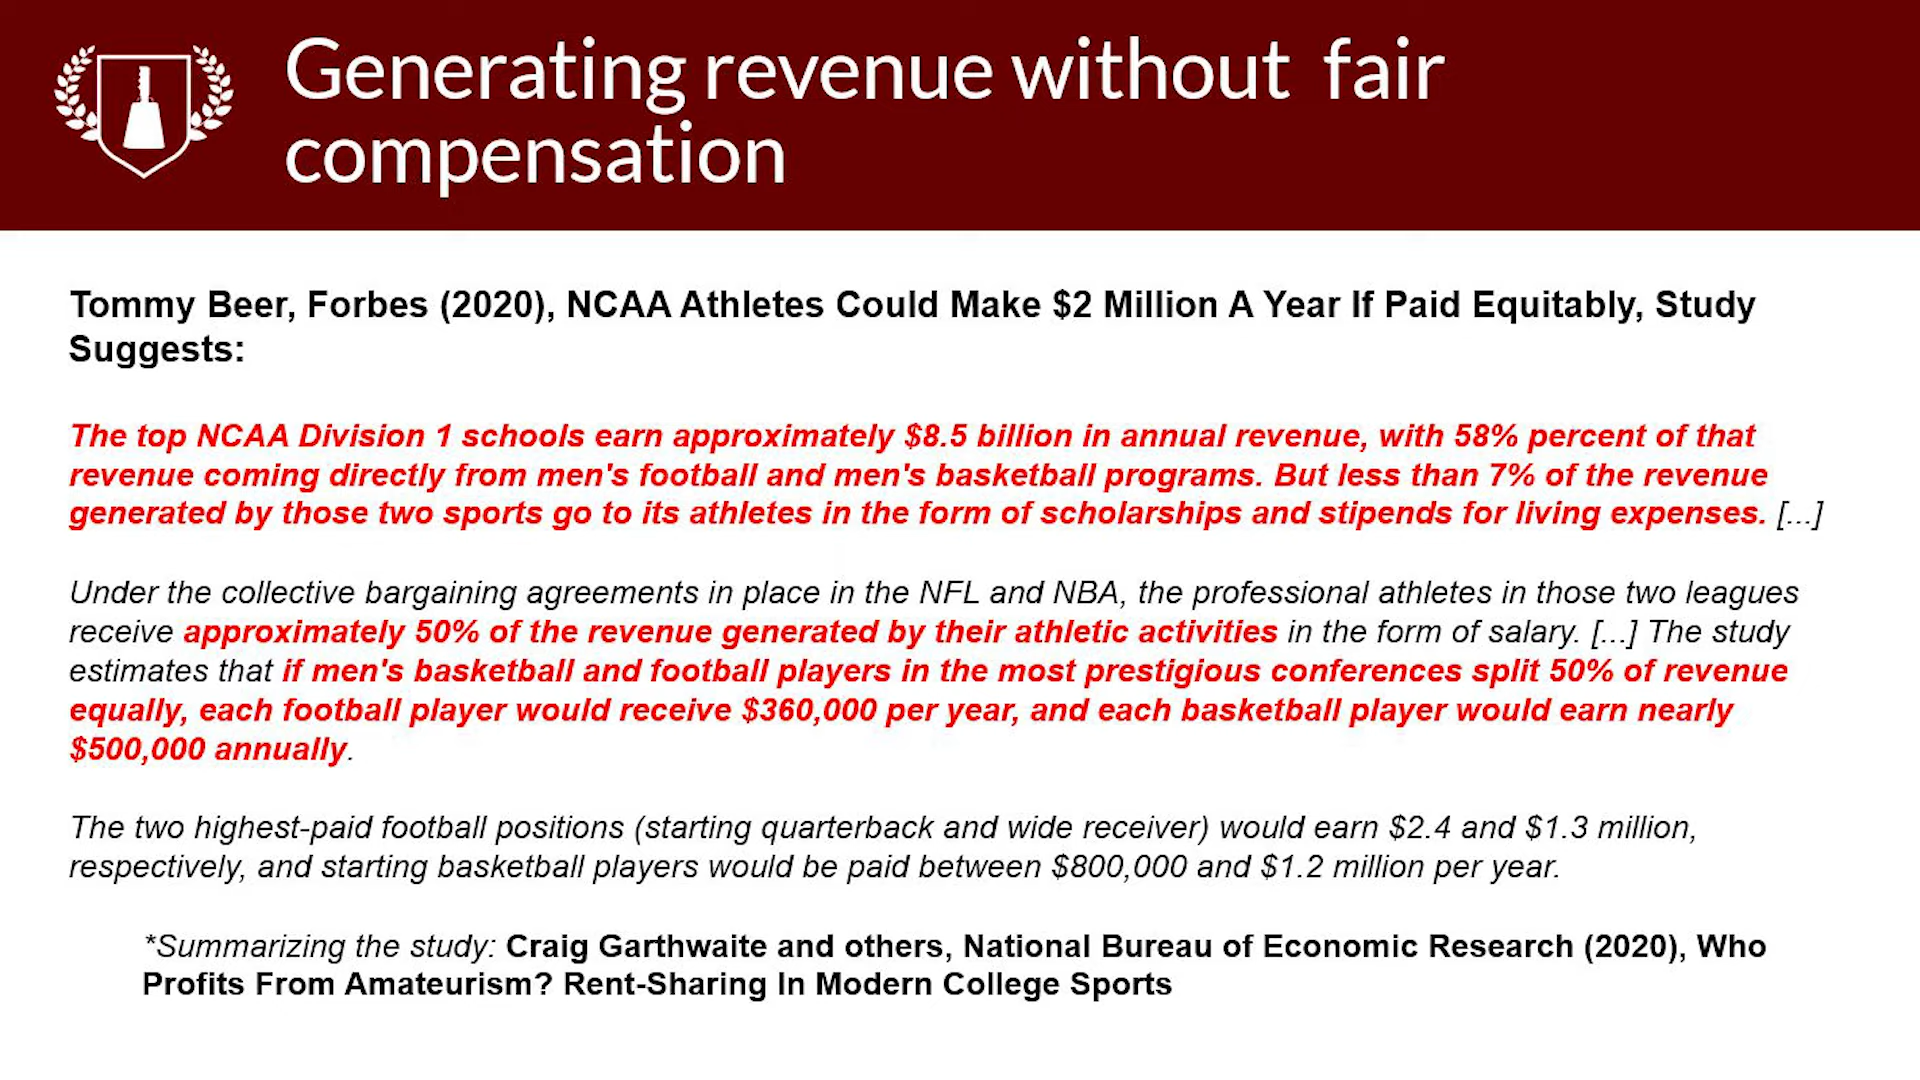 Generating revenue without fair
compensation
Tommy Beer, Forbes (2020), NCAA Athletes Could Make $2 Million A Year If Paid Equitably, Study
Suggests:
The top NCAA Division 1 schools earn approximately $8.5 billion in annual revenue, with 58% percent of that
revenue coming directly from men's football and men's basketball programs. But less than 7% of the revenue
generated by those two sports go to its athletes in the form of scholarships and stipends for living expenses. [...]
Under the collective bargaining agreements in place in the NFL and NBA, the professional athletes in those two leagues
receive approximately 50% of the revenue generated by their athletic activities in the form of salary. [...] The study
estimates that if men's basketball and football players in the most prestigious conferences split 50% of revenue
equally, each football player would receive $360,000 per year, and each basketball player would earn nearly
$500,000 annually.
The two highest-paid football positions (starting quarterback and wide receiver) would earn $2.4 and $1.3 million,
respectively, and starting basketball players would be paid between $800,000 and $1.2 million per year.
*Summarizing the study: Craig Garthwaite and others, National Bureau of Economic Research (2020), Who
Profits From Amateurism? Rent-Sharing In Modern College Sports